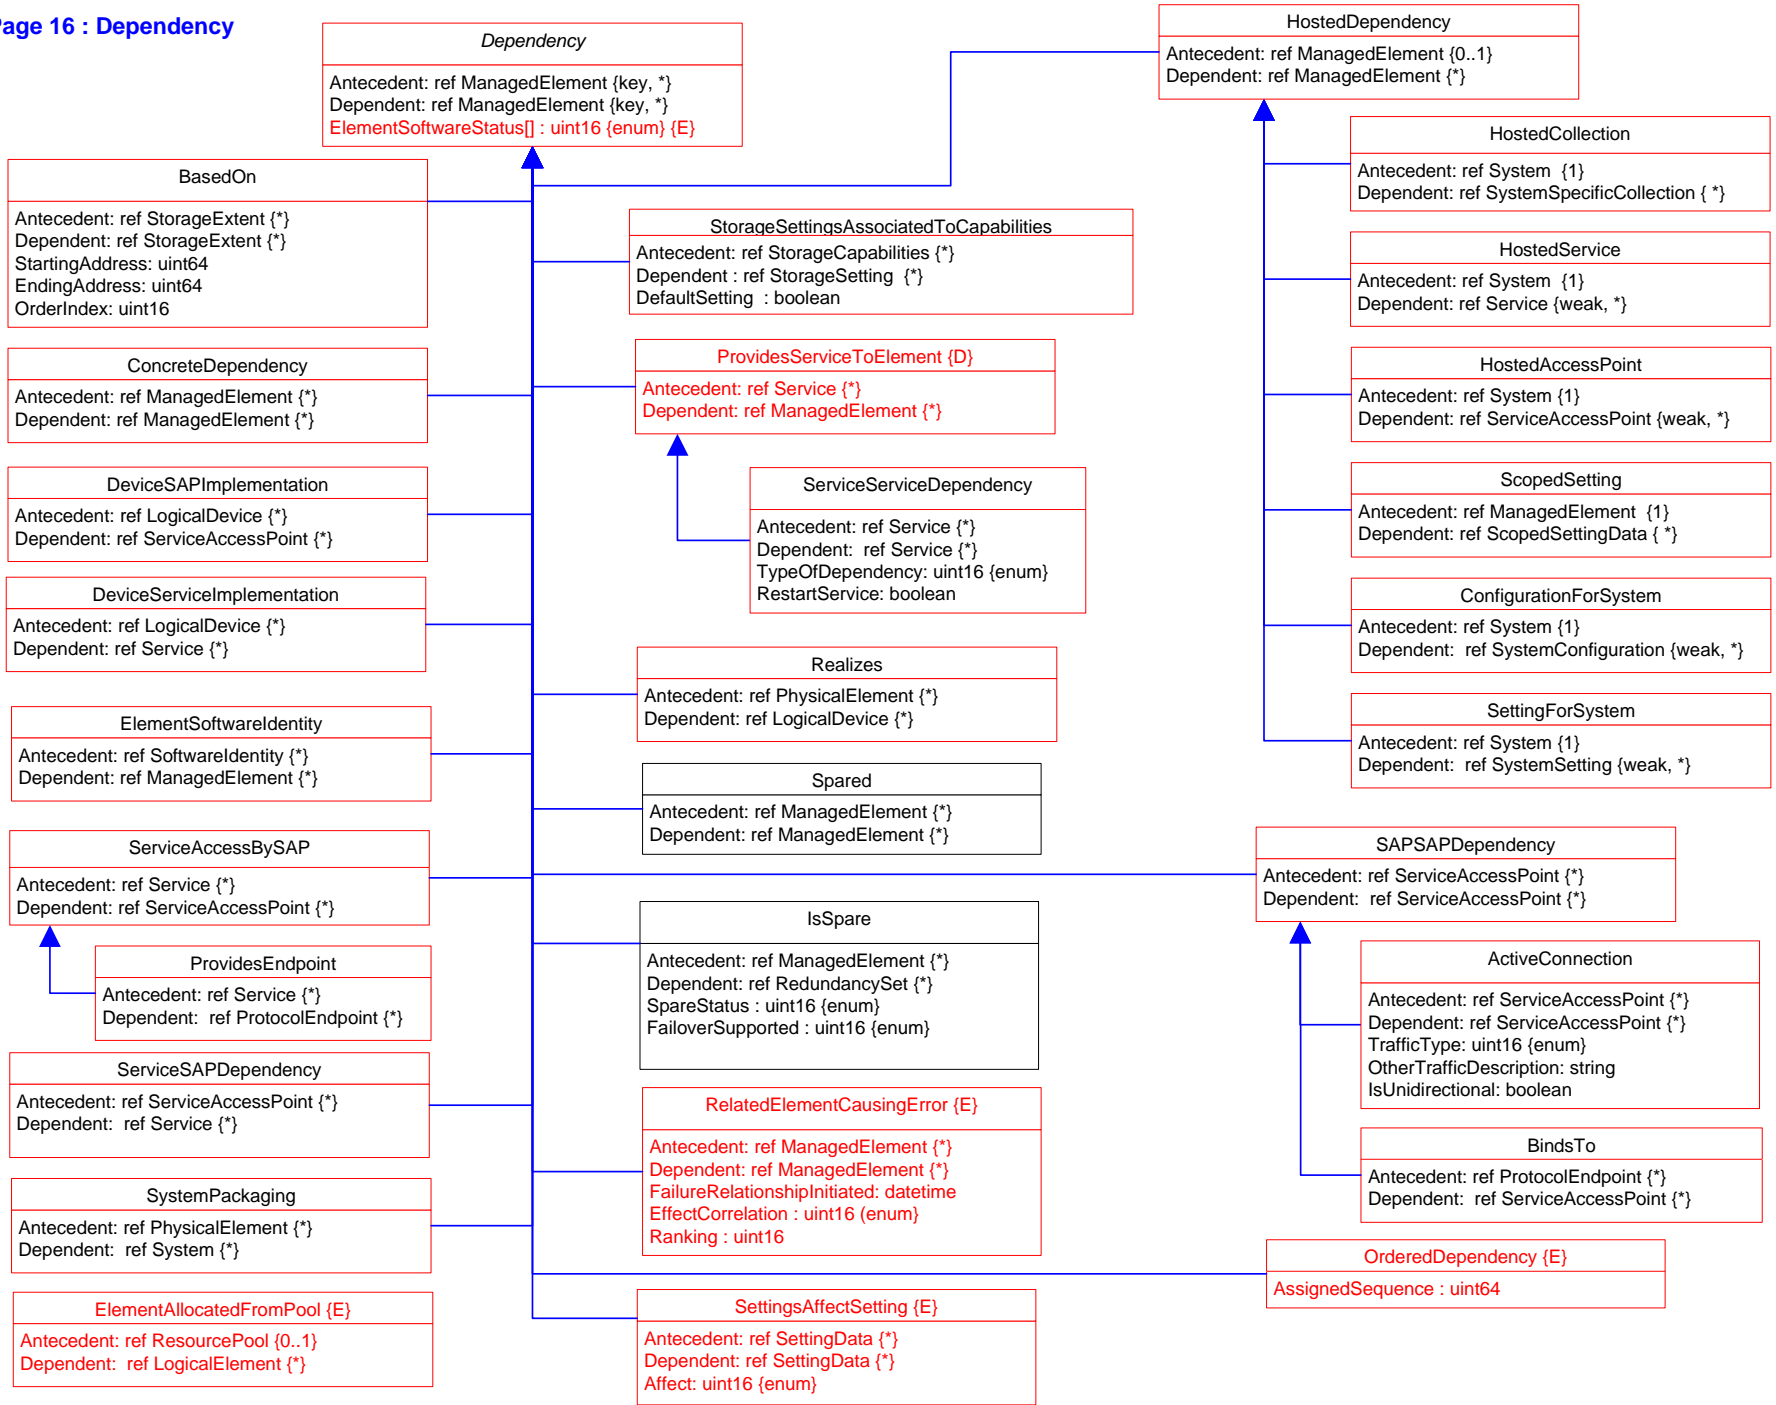 age 16 : Dependency
Dependency
Antecedent: ref ManagedElement {key, *}
Dependent: ref ManagedElement {key, *}
ElementSoftwareStatus[] : uint16 {enum} {E}
HostedDependency
Antecedent: ref ManagedElement {0..1}
Dependent: ref ManagedElement {*}
BasedOn
Antecedent: ref StorageExtent {*}
Dependent: ref StorageExtent {*}
StartingAddress: uint64
EndingAddress: uint64
OrderIndex: uint16
ConcreteDependency
Antecedent: ref ManagedElement {*}
Dependent: ref ManagedElement {*}
DeviceSAPImplementation
Antecedent: ref LogicalDevice {*}
Dependent: ref ServiceAccessPoint {*}
DeviceServiceImplementation
Antecedent: ref LogicalDevice {*}
Dependent: ref Service {*}
ElementSoftwareIdentity
Antecedent: ref SoftwareIdentity {*}
Dependent: ref ManagedElement {*}
ServiceAccessBySAP
Antecedent: ref Service {*}
Dependent: ref ServiceAccessPoint {*}
ProvidesEndpoint
Antecedent: ref Service {*}
Dependent:  ref ProtocolEndpoint {*}
ServiceSAPDependency
Antecedent: ref ServiceAccessPoint {*}
Dependent:  ref Service {*}
SystemPackaging
Antecedent: ref PhysicalElement {*}
Dependent:  ref System {*}
ElementAllocatedFromPool {E}
Antecedent: ref ResourcePool {0..1}
Dependent:  ref LogicalElement {*}
StorageSettingsAssociatedToCapabilities
Antecedent: ref StorageCapabilities {*}
Dependent : ref StorageSetting  {*}
DefaultSetting  : boolean
ProvidesServiceToElement {D}
Antecedent: ref Service {*}
Dependent: ref ManagedElement {*}
ServiceServiceDependency
Antecedent: ref Service {*}
Dependent:  ref Service {*}
TypeOfDependency: uint16 {enum}
RestartService: boolean
Realizes
Antecedent: ref PhysicalElement {*}
Dependent: ref LogicalDevice {*}
Spared
Antecedent: ref ManagedElement {*}
Dependent: ref ManagedElement {*}
IsSpare
Antecedent: ref ManagedElement {*}
Dependent: ref RedundancySet {*}
SpareStatus : uint16 {enum}
FailoverSupported : uint16 {enum}
RelatedElementCausingError {E}
Antecedent: ref ManagedElement {*}
Dependent: ref ManagedElement {*}
FailureRelationshipInitiated: datetime
EffectCorrelation : uint16 (enum}
Ranking : uint16
SettingsAffectSetting {E}
Antecedent: ref SettingData {*}
Dependent: ref SettingData {*}
Affect: uint16 {enum}
HostedCollection
Antecedent: ref System  {1}
Dependent: ref SystemSpecificCollection { *}
HostedService
Antecedent: ref System  {1}
Dependent: ref Service {weak, *}
HostedAccessPoint
Antecedent: ref System {1}
Dependent: ref ServiceAccessPoint {weak, *}
ScopedSetting
Antecedent: ref ManagedElement  {1}
Dependent: ref ScopedSettingData { *}
ConfigurationForSystem
Antecedent: ref System {1}
Dependent:  ref SystemConfiguration {weak, *}
SettingForSystem
Antecedent: ref System {1}
Dependent:  ref SystemSetting {weak, *}
SAPSAPDependency
Antecedent: ref ServiceAccessPoint {*}
Dependent:  ref ServiceAccessPoint {*}
ActiveConnection
Antecedent: ref ServiceAccessPoint {*}
Dependent: ref ServiceAccessPoint {*}
TrafficType: uint16 {enum}
OtherTrafficDescription: string
IsUnidirectional: boolean
BindsTo
Antecedent: ref ProtocolEndpoint {*}
Dependent:  ref ServiceAccessPoint {*}
OrderedDependency {E}
AssignedSequence : uint64